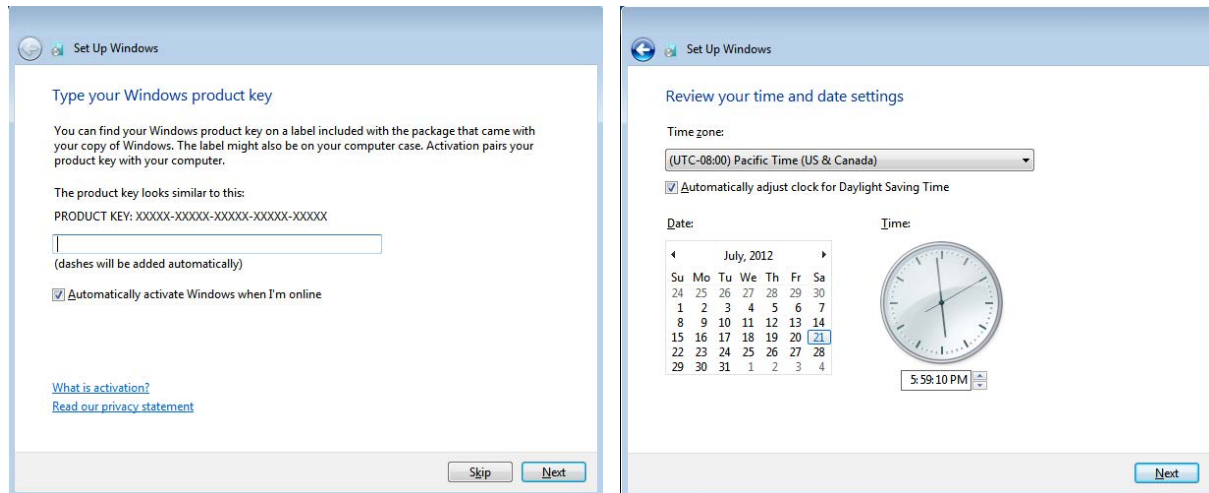 Set Up Windows
Type your Windows product key
You can find your Windows product key on a label included with the package that came with
your copy of Windows. The label might also be on your computer case. Activation pairs your
product key with your computer.
The product key looks similar to this:
PRODUCT KEY: XXXXX-XXXXX-XXXXX-XXXXX-XXXXX
(dashes will be added automatically)
Automatically activate Windows when I'm online
What is activation?
Read our privacy statement
Skip
Next
Set Up Windows
Review your time and date settings
Time zone:
(UTC-08:00) Pacific Time (US & Canada)
Automatically adjust clock for Daylight Saving Time
Date:
July, 2012
Su Mo Tu We Th Fr Sa
24 25 26 27 28 29 30
1 2 3 4 5 6 7
8 9 10 11 12 13 14
15 16 17 18 19 20 21
22 23 24 25 26 27 28
29 30 31 1 2 3 4
Time:
5:59:10 PM
Next